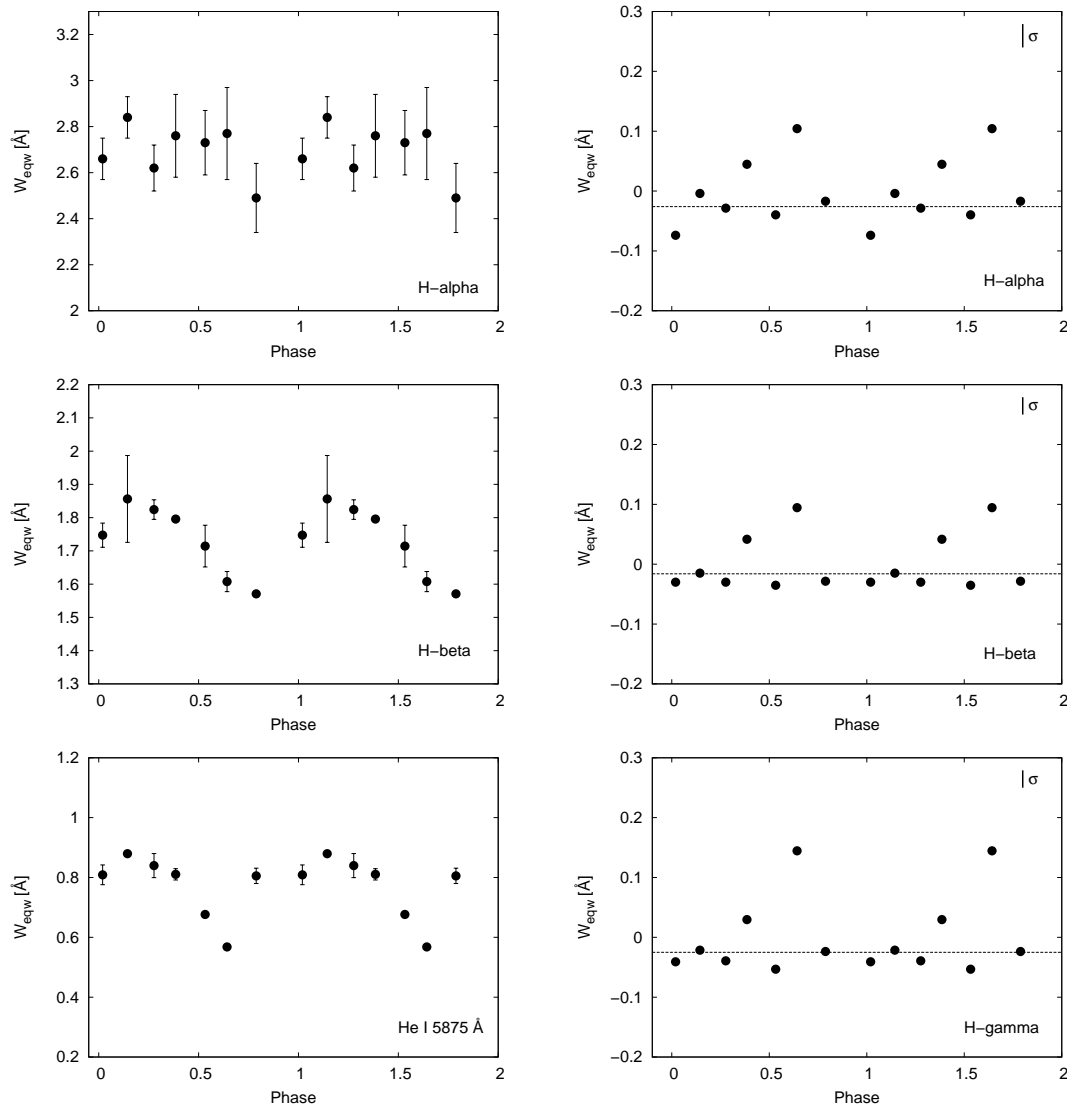 3.2
3
2.8
2.6
2.4
2.2
2
W_eqw [Å]
0 0.5 1 1.5 2
Phase
H−alpha
0.3
0.2
0.1
0
−0.1
−0.2
W_eqw [Å]
0 0.5 1 1.5 2
Phase
σ
H−alpha
2.2
2.1
2
1.9
1.8
1.7
1.6
1.5
1.4
1.3
W_eqw [Å]
0 0.5 1 1.5 2
Phase
H−beta
0.3
0.2
0.1
0
−0.1
−0.2
W_eqw [Å]
0 0.5 1 1.5 2
Phase
σ
H−beta
1.2
1
0.8
0.6
0.4
0.2
W_eqw [Å]
0 0.5 1 1.5 2
Phase
He I 5875 Å
0.3
0.2
0.1
0
−0.1
−0.2
W_eqw [Å]
0 0.5 1 1.5 2
Phase
σ
H−gamma